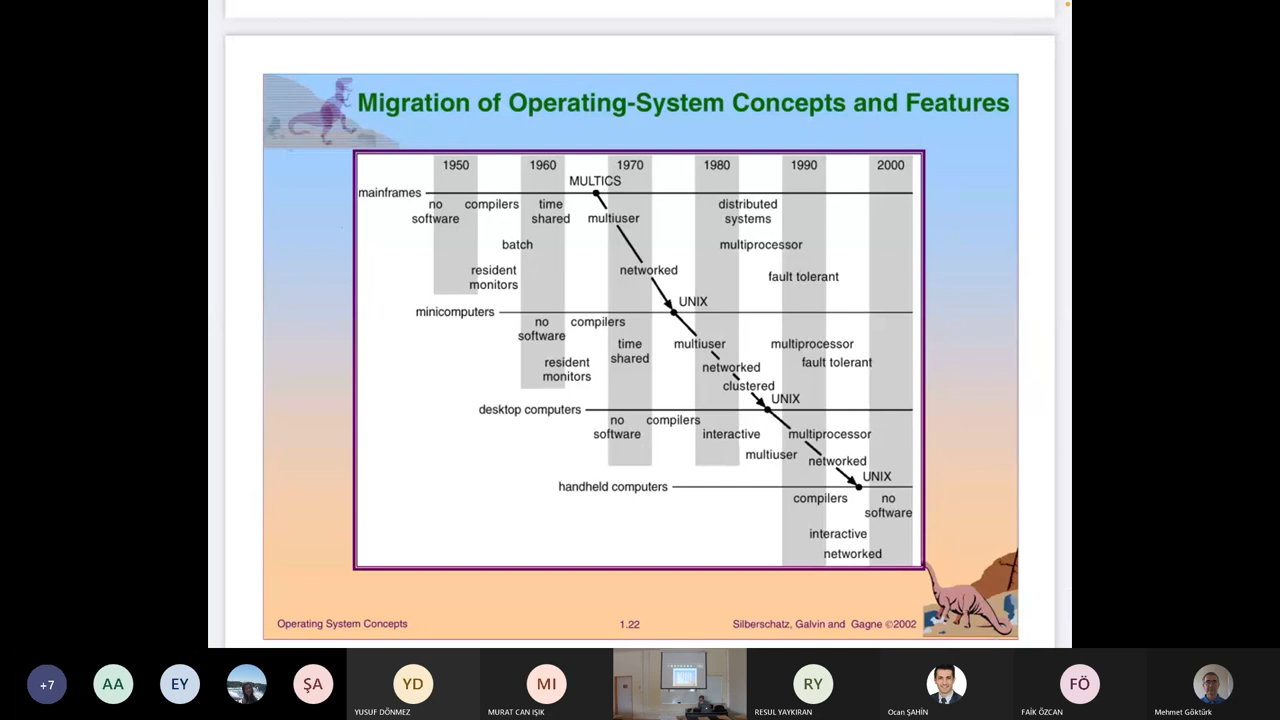 Migration of Operating-System Concepts and Features
1950 1960 1970 1980 1990 2000
MULTICS
mainframes
no compilers time distributed
software shared multiuser systems
batch multiprocessor
resident networked fault tolerant
monitors
UNIX
minicomputers
no compilers
software time multiuser multiprocessor
resident shared networked fault tolerant
monitors clustered
UNIX
desktop computers
no compilers
software interactive multiprocessor
multiuser networked
UNIX
handheld computers
compilers no
software
interactive
networked
Operating System Concepts 1.22 Silberschatz, Galvin and Gagne ©2002
+7 AA EY ŞA YD MI RY FÖ
YUSUF DÖNMEZ MURAT CAN IŞIK RESUL YAYKIRAN Ocan ŞAHİN FAİK ÖZCAN Mehmet Göktürk